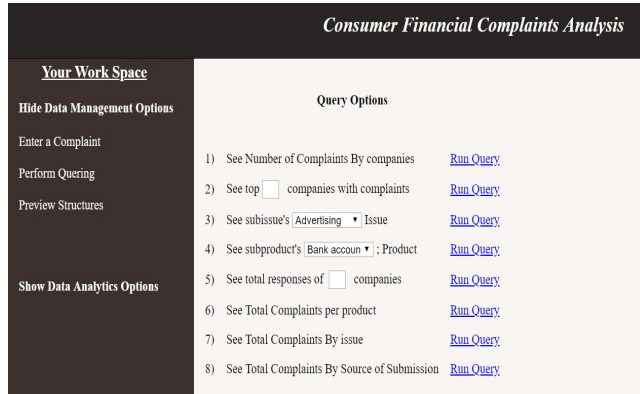 Consumer Financial Complaints Analysis
Your Work Space
Hide Data Management Options
Enter a Complaint
Perform Quering
Preview Structures
Show Data Analytics Options
Query Options
1) See Number of Complaints By companies Run Query
2) See top companies with complaints Run Query
3) See subissue's Advertising Issue Run Query
4) See subproduct's Bank accoun ; Product Run Query
5) See total responses of companies Run Query
6) See Total Complaints per product Run Query
7) See Total Complaints By issue Run Query
8) See Total Complaints By Source of Submission Run Query